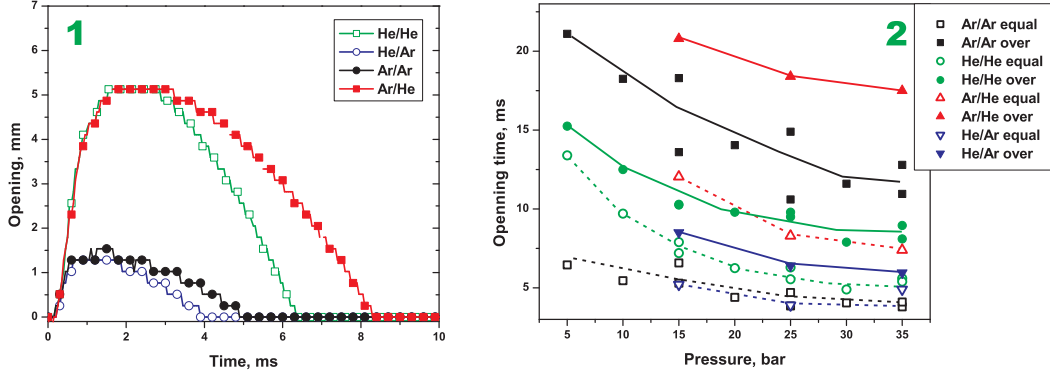 1
7
6
5
4
3
2
1
0
Opening, mm
0
2
4
6
8
10
Time, ms
He/He
He/Ar
Ar/Ar
Ar/He
2
20
15
10
5
Openning time, ms
5
10
15
20
25
30
35
Pressure, bar
Ar/Ar equal
Ar/Ar over
He/He equal
He/He over
Ar/He equal
Ar/He over
He/Ar equal
He/Ar over